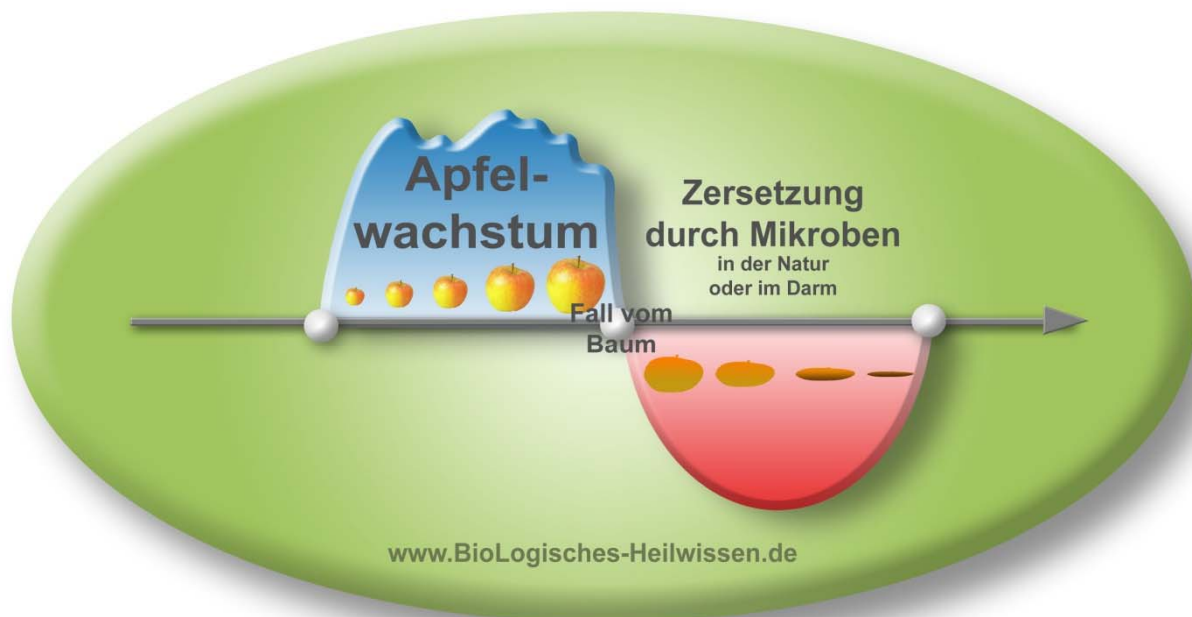 Apfel-
wachstum
Zersetzung
durch Mikroben
in der Natur
oder im Darm
Fall vom
Baum
www.BioLogisches-Heilwissen.de